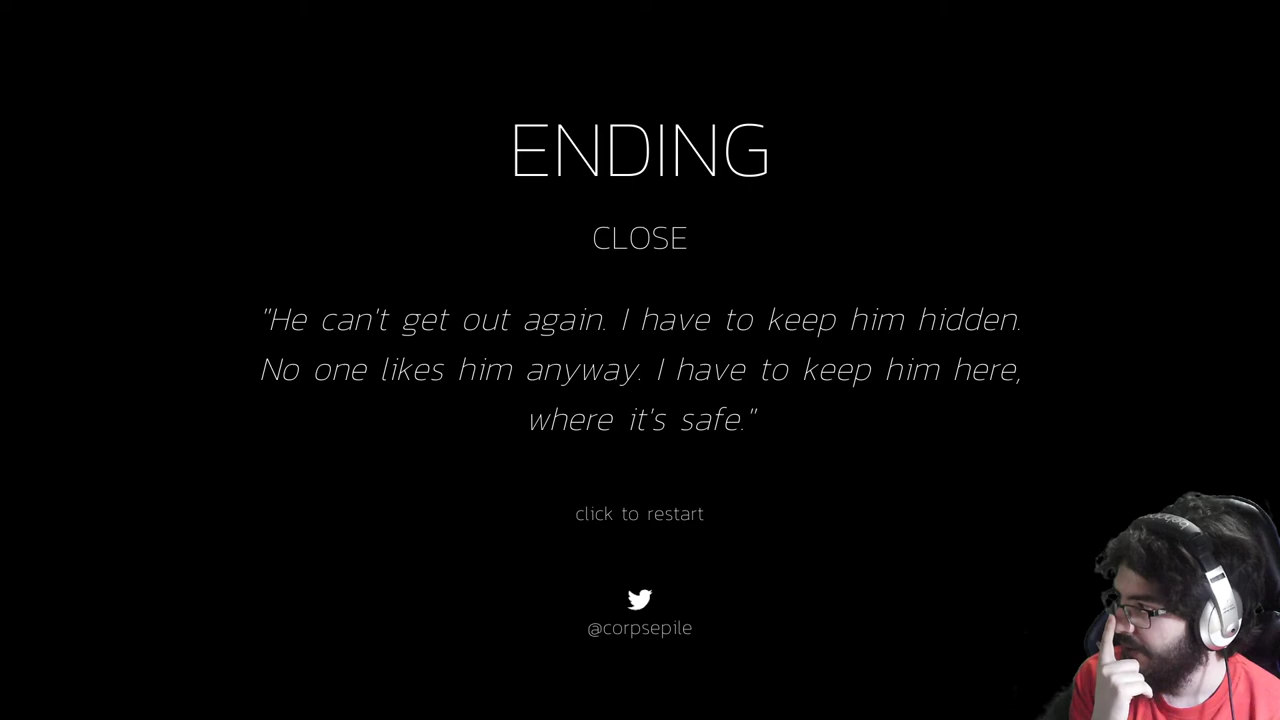 ENDING
CLOSE
"He can't get out again. I have to keep him hidden.
No one likes him anyway. I have to keep him here,
where it's safe."
click to restart
@corpsepile